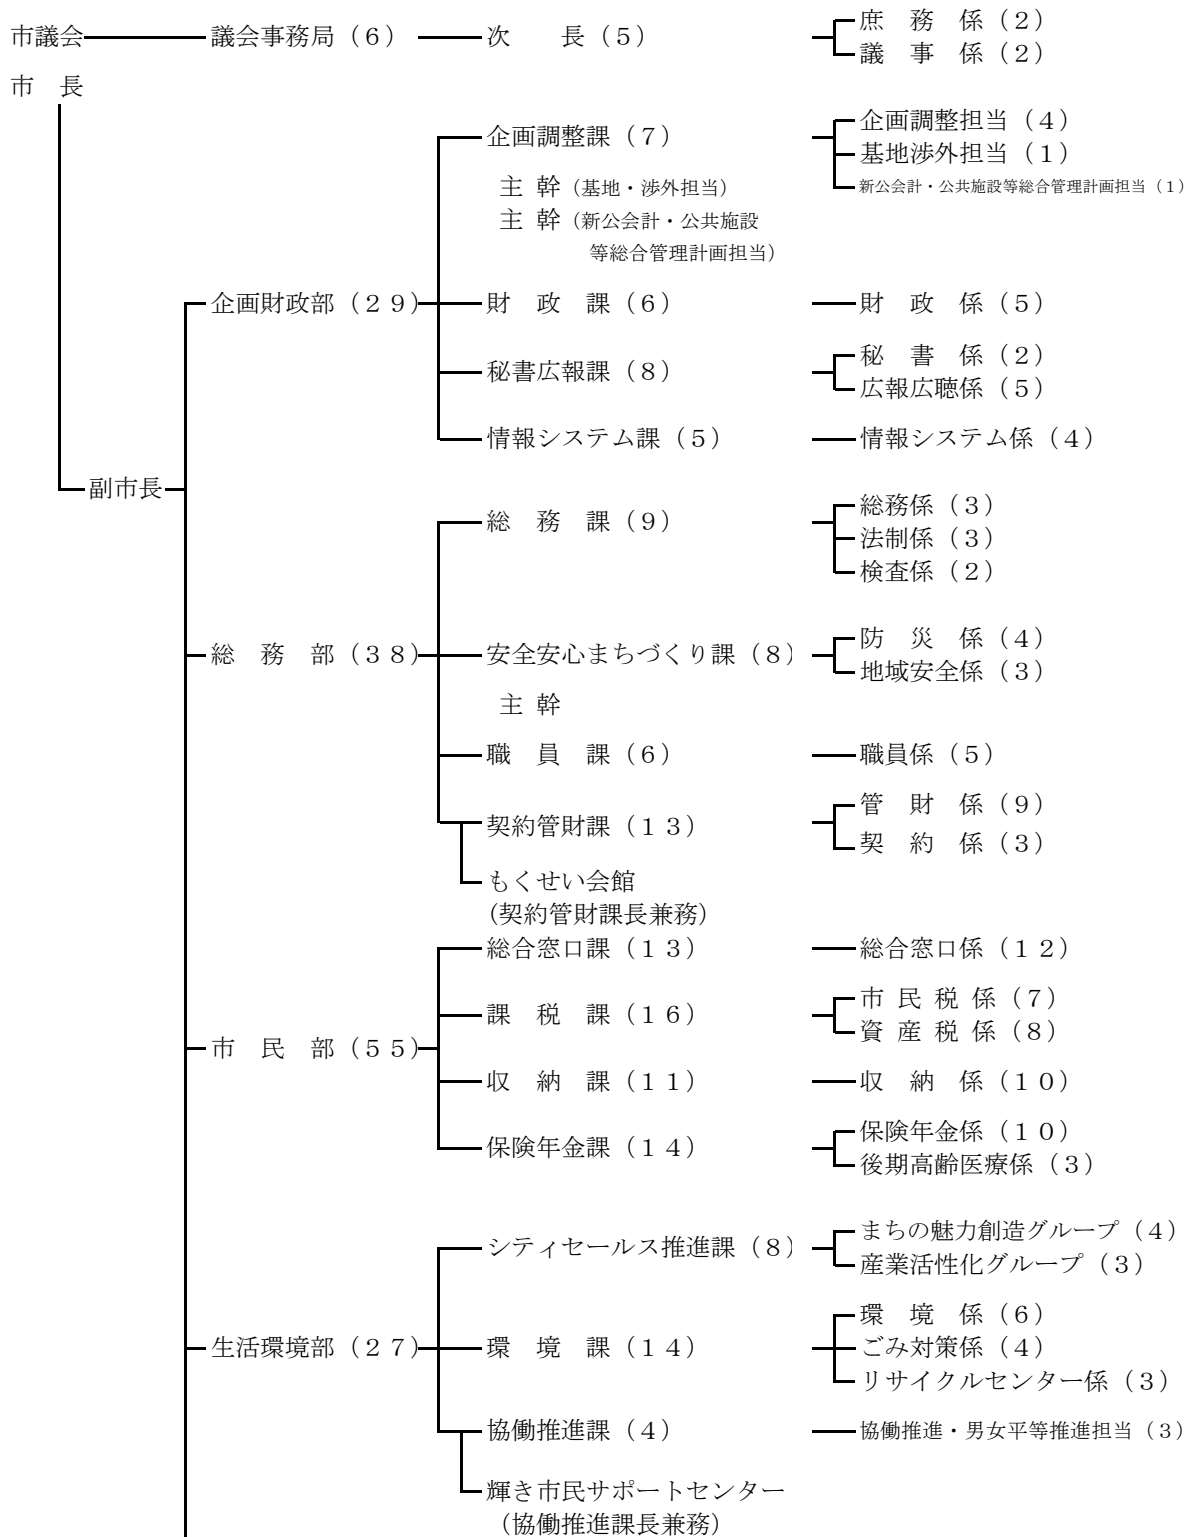 市議会 議会事務局（６） 次　　長（５） 庶　務　係（２）
議　事　係（２）
市　長
企画調整課（７） 企画調整担当（４）
基地渉外担当（１）
主 幹（基地・渉外担当） 新公会計・公共施設等総合管理計画担当（１）
主 幹（新公会計・公共施設
等総合管理計画担当）
企画財政部（２９） 財　政　課（６） 財　政　係（５）
秘書広報課（８） 秘　書　係（２）
広報広聴係（５）
情報システム課（５） 情報システム係（４）
副市長
総　務　課（９） 総務係（３）
法制係（３）
検査係（２）
総　務　部（３８） 安全安心まちづくり課（８） 防　災　係（４）
地域安全係（３）
主 幹
職　員　課（６） 職員係（５）
契約管財課（１３） 管　財　係（９）
契　約　係（３）
もくせい会館
（契約管財課長兼務）
総合窓口課（１３） 総合窓口係（１２）
課　税　課（１６） 市 民 税 係（７）
資 産 税 係（８）
市　民　部（５５）
収　納　課（１１） 収　納　係（１０）
保険年金課（１４） 保険年金係（１０）
後期高齢医療係（３）
シティセールス推進課（８） まちの魅力創造グループ（４）
産業活性化グループ（３）
生活環境部（２７） 環　境　課（１４） 環　境　係（６）
ごみ対策係（４）
リサイクルセンター係（３）
協働推進課（４） 協働推進・男女平等推進担当（３）
輝き市民サポートセンター
（協働推進課長兼務）